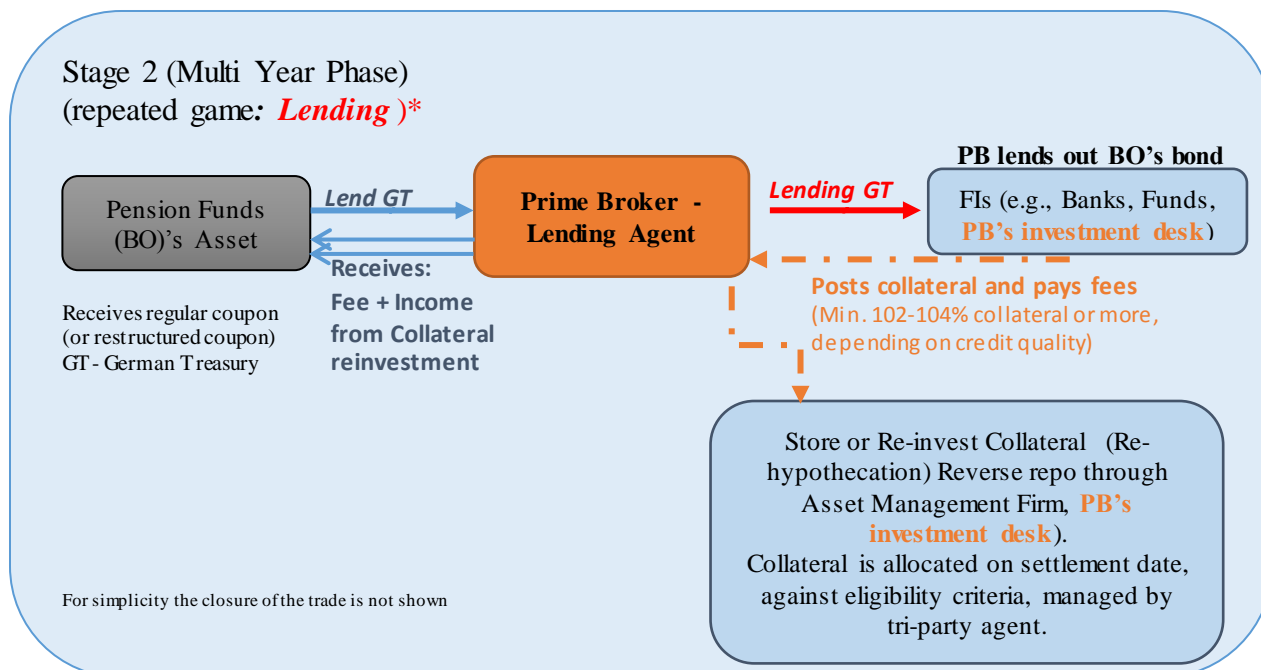 Stage 2 (Multi Year Phase)
(repeated game: Lending )*
Pension Funds
(BO)'s Asset
Lend GT
Receives:
Fee + Income
from Collateral
reinvestment
Receives regular coupon
(or restructured coupon)
GT - German Treasury
Prime Broker -
Lending Agent
Lending GT
PB lends out BO's bond
FIs (e.g., Banks, Funds,
PB's investment desk)
Posts collateral and pays fees
(Min. 102-104% collateral or more,
depending on credit quality)
Store or Re-invest Collateral (Re-
hypothecation) Reverse repo through
Asset Management Firm, PB's
investment desk).
Collateral is allocated on settlement date,
against eligibility criteria, managed by
tri-party agent.
For simplicity the closure of the trade is not shown